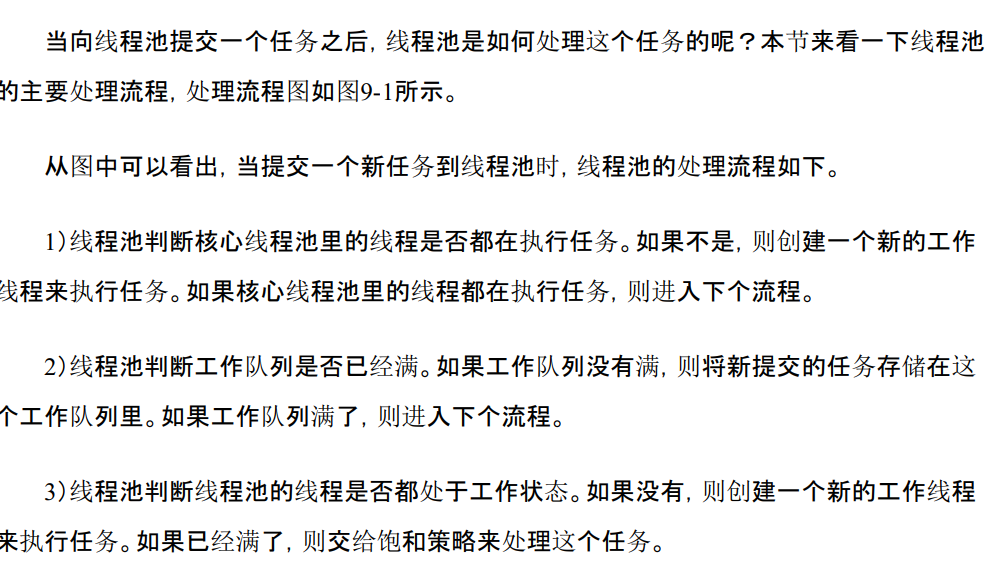 当向线程池提交一个任务之后，线程池是如何处理这个任务的呢？本节来看一下线程池
的主要处理流程，处理流程图如图9-1所示。
从图中可以看出，当提交一个新任务到线程池时，线程池的处理流程如下。
1）线程池判断核心线程池里的线程是否都在执行任务。如果不是，则创建一个新的工作
线程来执行任务。如果核心线程池里的线程都在执行任务，则进入下个流程。
2）线程池判断工作队列是否已经满。如果工作队列没有满，则将新提交的任务存储在这
个工作队列里。如果工作队列满了，则进入下个流程。
3）线程池判断线程池的线程是否都处于工作状态。如果没有，则创建一个新的工作线程
来执行任务。如果已经满了，则交给饱和策略来处理这个任务。